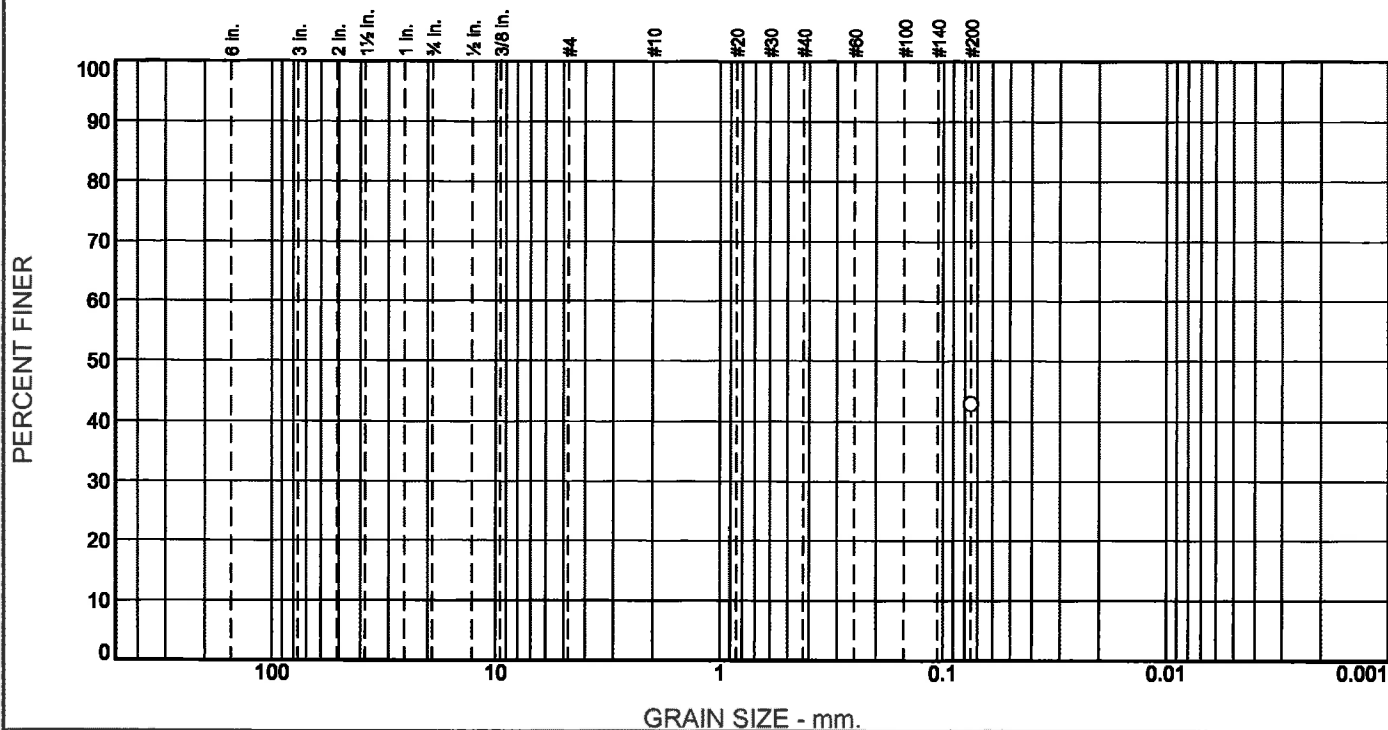 6 in.
3 in.
2 in.
1½ in.
1 in.
¾ in.
½ in.
3/8 in.
#4
#10
#20
#30
#40
#60
#100
#140
#200
100
90
80
70
60
50
40
30
20
10
0
PERCENT FINER
100 10 1 0.1 0.01 0.001
GRAIN SIZE - mm.